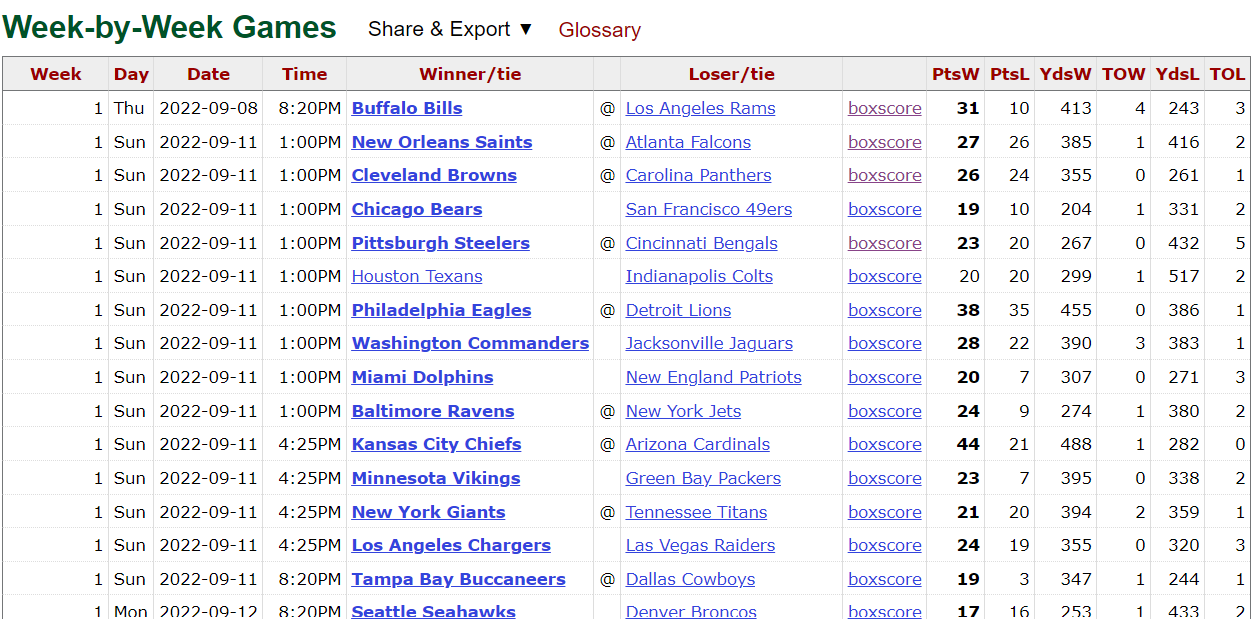 Week-by-Week Games Share & Export ▼ Glossary
Week Day Date Time Winner/tie Loser/tie PtsW PtsL YdsW TOW YdsL TOL
1 Thu 2022-09-08 8:20PM Buffalo Bills @ Los Angeles Rams boxscore 31 10 413 4 243 3
1 Sun 2022-09-11 1:00PM New Orleans Saints @ Atlanta Falcons boxscore 27 26 385 1 416 2
1 Sun 2022-09-11 1:00PM Cleveland Browns @ Carolina Panthers boxscore 26 24 355 0 261 1
1 Sun 2022-09-11 1:00PM Chicago Bears San Francisco 49ers boxscore 19 10 204 1 331 2
1 Sun 2022-09-11 1:00PM Pittsburgh Steelers @ Cincinnati Bengals boxscore 23 20 267 0 432 5
1 Sun 2022-09-11 1:00PM Houston Texans Indianapolis Colts boxscore 20 20 299 1 517 2
1 Sun 2022-09-11 1:00PM Philadelphia Eagles @ Detroit Lions boxscore 38 35 455 0 386 1
1 Sun 2022-09-11 1:00PM Washington Commanders Jacksonville Jaguars boxscore 28 22 390 3 383 1
1 Sun 2022-09-11 1:00PM Miami Dolphins New England Patriots boxscore 20 7 307 0 271 3
1 Sun 2022-09-11 1:00PM Baltimore Ravens @ New York Jets boxscore 24 9 274 1 380 2
1 Sun 2022-09-11 4:25PM Kansas City Chiefs @ Arizona Cardinals boxscore 44 21 488 1 282 0
1 Sun 2022-09-11 4:25PM Minnesota Vikings Green Bay Packers boxscore 23 7 395 0 338 2
1 Sun 2022-09-11 4:25PM New York Giants @ Tennessee Titans boxscore 21 20 394 2 359 1
1 Sun 2022-09-11 4:25PM Los Angeles Chargers Las Vegas Raiders boxscore 24 19 355 0 320 3
1 Sun 2022-09-11 8:20PM Tampa Bay Buccaneers @ Dallas Cowboys boxscore 19 3 347 1 244 1
1 Mon 2022-09-12 8:20PM Seattle Seahawks Denver Broncos boxscore 17 16 253 1 433 2